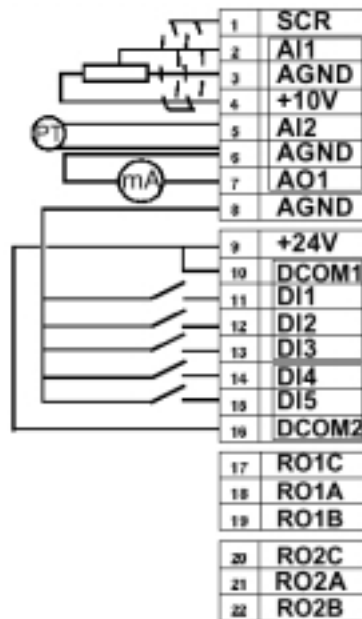 1 SCR
2 AI1
3 AGND
4 +10V
PT
5 AI2
6 AGND
mA
7 AO1
8 AGND
9 +24V
10 DCOM1
11 DI1
12 DI2
13 DI3
14 DI4
15 DI5
16 DCOM2
17 RO1C
18 RO1A
19 RO1B
20 RO2C
21 RO2A
22 RO2B